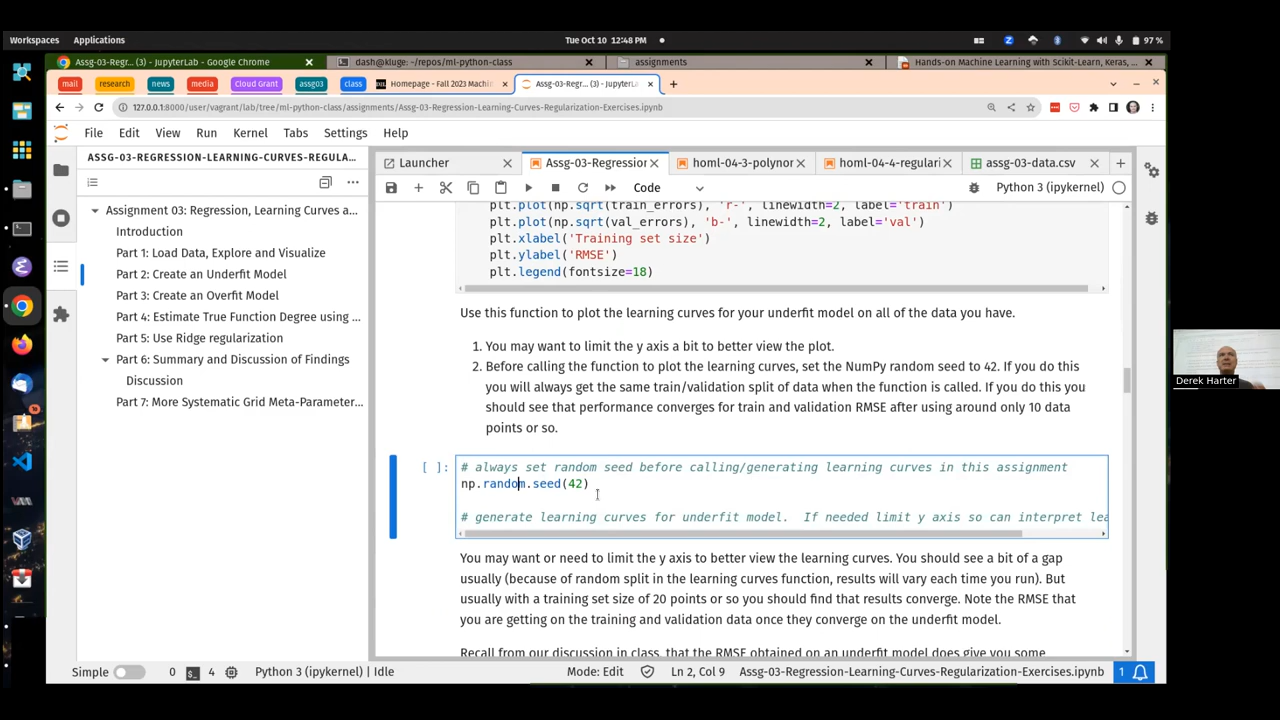 Workspaces Applications Tue Oct 10 12:48 PM 97 %
Assg-03-Regr... (3) - JupyterLab - Google Chrome dash@kluge: ~/repos/ml-python-class assignments Hands-on Machine Learning with Scikit-Learn, Keras, ...
mail research news media Cloud Grant assg03 class Homepage - Fall 2023 Machin Assg-03-Regr... (3) - JupyterL
127.0.0.1:8000/user/vagrant/lab/tree/ml-python-class/assignments/Assg-03-Regression-Learning-Curves-Regularization-Exercises.ipynb
File Edit View Run Kernel Tabs Settings Help
ASSG-03-REGRESSION-LEARNING-CURVES-REGULA...
Launcher Assg-03-Regression homl-04-3-polynor homl-04-4-regulari assg-03-data.csv
Code Python 3 (ipykernel)
Assignment 03: Regression, Learning Curves a...
Introduction
Part 1: Load Data, Explore and Visualize
Part 2: Create an Underfit Model
Part 3: Create an Overfit Model
Part 4: Estimate True Function Degree using ...
Part 5: Use Ridge regularization
Part 6: Summary and Discussion of Findings
Discussion
Part 7: More Systematic Grid Meta-Parameter...
plt.plot(np.sqrt(train_errors), 'r-', linewidth=2, label='train')
plt.plot(np.sqrt(val_errors), 'b-', linewidth=2, label='val')
plt.xlabel('Training set size')
plt.ylabel('RMSE')
plt.legend(fontsize=18)
Use this function to plot the learning curves for your underfit model on all of the data you have.
1. You may want to limit the y axis a bit to better view the plot.
2. Before calling the function to plot the learning curves, set the NumPy random seed to 42. If you do this
you will always get the same train/validation split of data when the function is called. If you do this you
should see that performance converges for train and validation RMSE after using around only 10 data
points or so.
[ ]: # always set random seed before calling/generating learning curves in this assignment
np.random.seed(42)
# generate learning curves for underfit model. If needed limit y axis so can interpret lea
You may want or need to limit the y axis to better view the learning curves. You should see a bit of a gap
usually (because of random split in the learning curves function, results will vary each time you run). But
usually with a training set size of 20 points or so you should find that results converge. Note the RMSE that
you are getting on the training and validation data once they converge on the underfit model.
Recall from our discussion in class, that the RMSE obtained on an underfit model does give you some
Derek Harter
Simple 0 4 Python 3 (ipykernel) | Idle Mode: Edit Ln 2, Col 9 Assg-03-Regression-Learning-Curves-Regularization-Exercises.ipynb 1